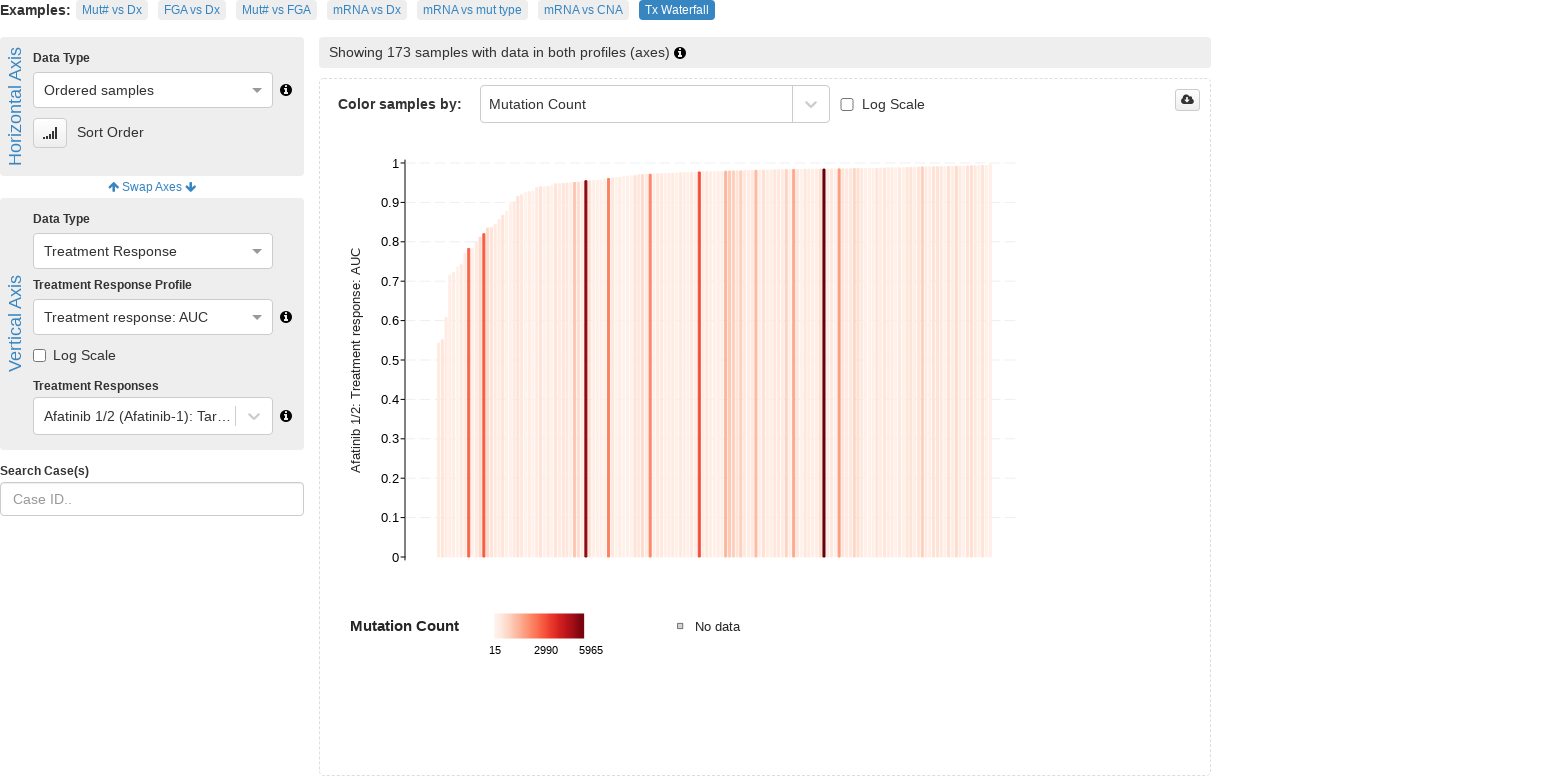 Examples: Mut# vs Dx FGA vs Dx Mut# vs FGA mRNA vs Dx mRNA vs mut type mRNA vs CNA Tx Waterfall
Horizontal Axis
Data Type
Ordered samples
Sort Order
Swap Axes
Vertical Axis
Data Type
Treatment Response
Treatment Response Profile
Treatment response: AUC
Log Scale
Treatment Responses
Afatinib 1/2 (Afatinib-1): Tar...
Search Case(s)
Case ID..
Showing 173 samples with data in both profiles (axes)
Color samples by: Mutation Count Log Scale
Afatinib 1/2: Treatment response: AUC
1
0.9
0.8
0.7
0.6
0.5
0.4
0.3
0.2
0.1
0
Mutation Count No data
15 2990 5965